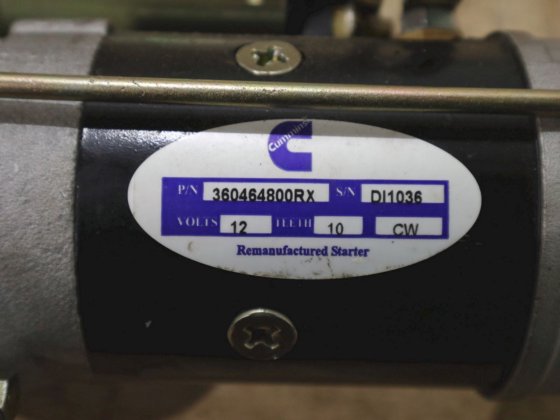 Cummins
P/N 360464800RX S/N DI1036
VOLTS 12 TEETH 10 CW
Remanufactured Starter